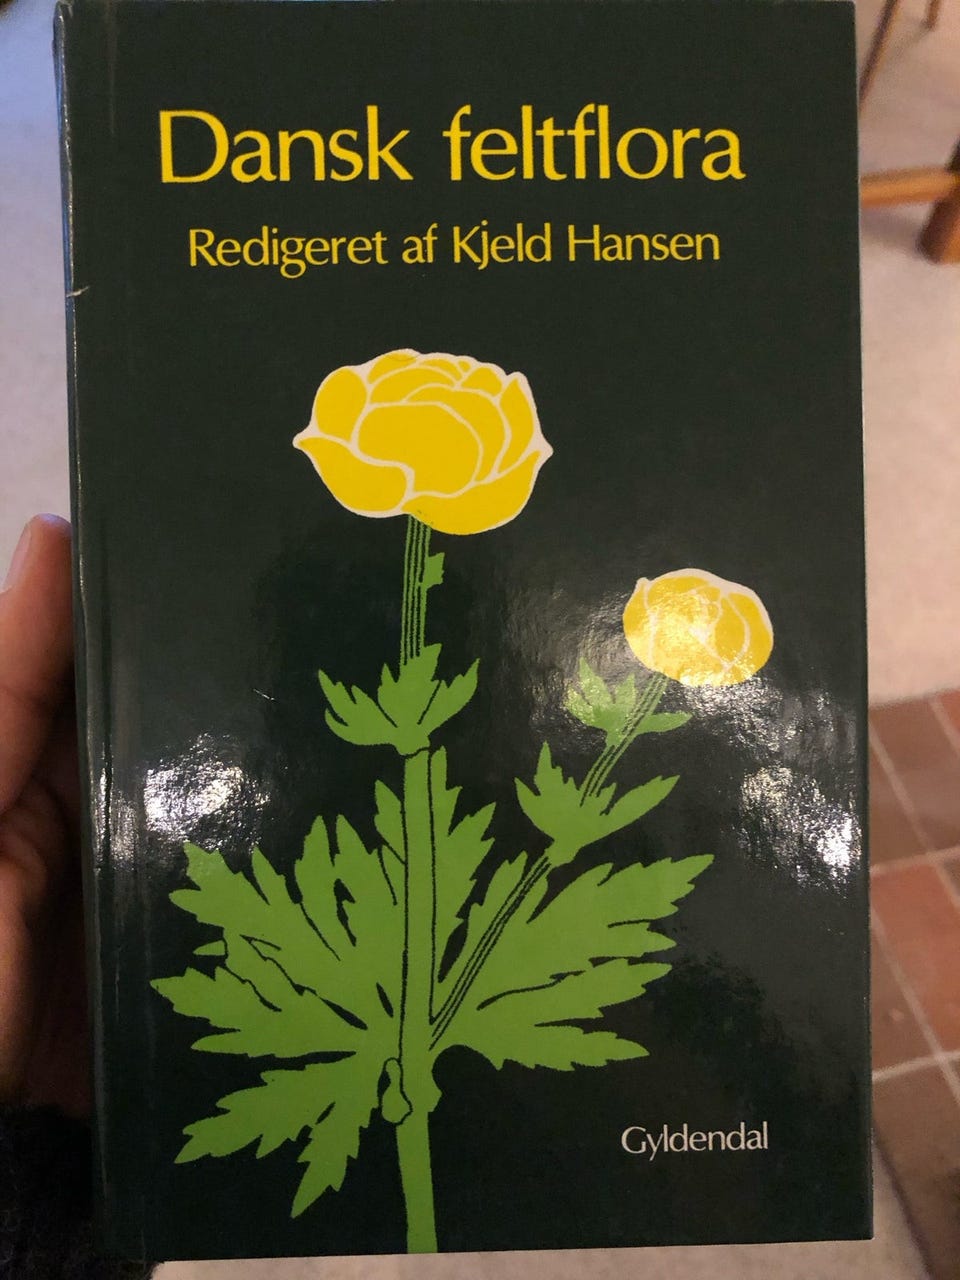 Dansk feltflora
Redigeret af Kjeld Hansen
Gyldendal